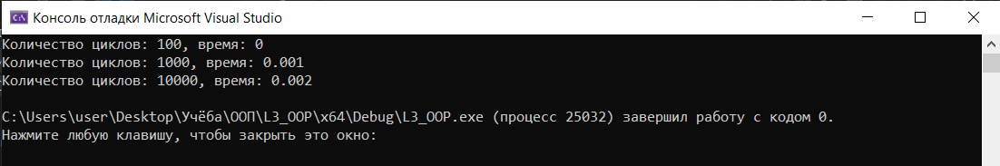 Консоль отладки Microsoft Visual Studio
Количество циклов: 100, время: 0
Количество циклов: 1000, время: 0.001
Количество циклов: 10000, время: 0.002
C:\Users\user\Desktop\Учёба\ООП\L3_OOP\x64\Debug\L3_OOP.exe (процесс 25032) завершил работу с кодом 0.
Нажмите любую клавишу, чтобы закрыть это окно: